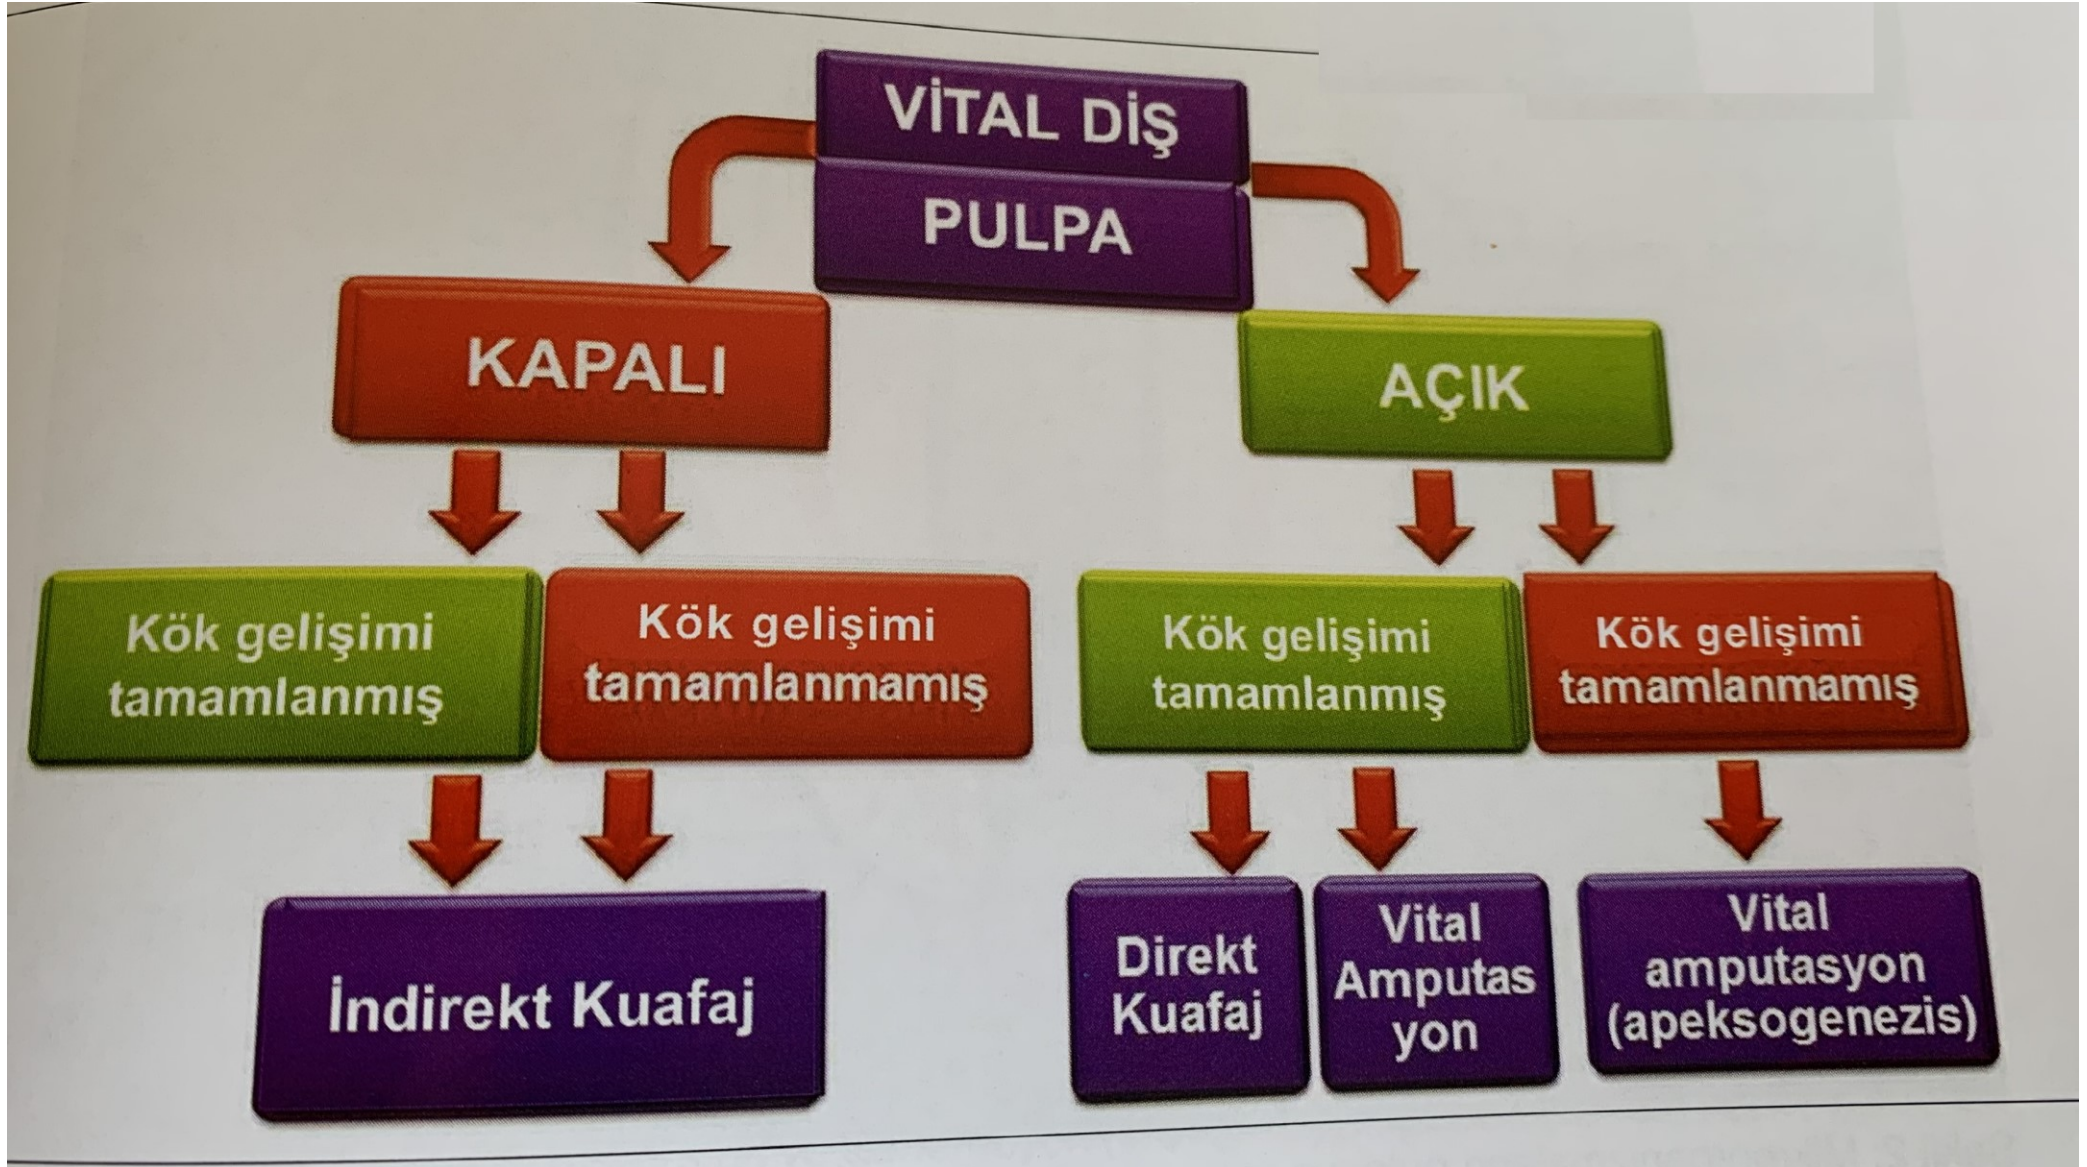 VİTAL DİŞ
PULPA
KAPALI
AÇIK
Kök gelişimi
tamamlanmış
Kök gelişimi
tamamlanmamış
Kök gelişimi
tamamlanmış
Kök gelişimi
tamamlanmamış
İndirekt Kuafaj
Direkt
Kuafaj
Vital
Amputas
yon
Vital
amputasyon
(apeksogenezis)